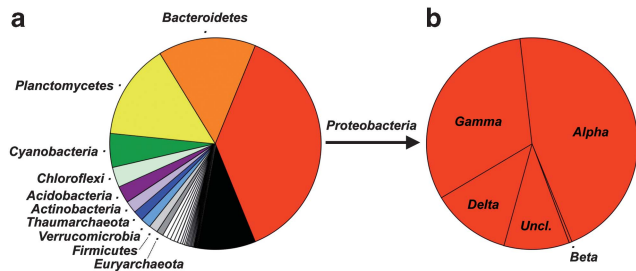 a
b
Bacteroidetes
Planctomycetes
Cyanobacteria
Chloroflexi
Acidobacteria
Actinobacteria
Thaumarchaeota
Verrucomicrobia
Firmicutes
Euryarchaeota
Proteobacteria
Gamma
Alpha
Delta
Uncl.
Beta